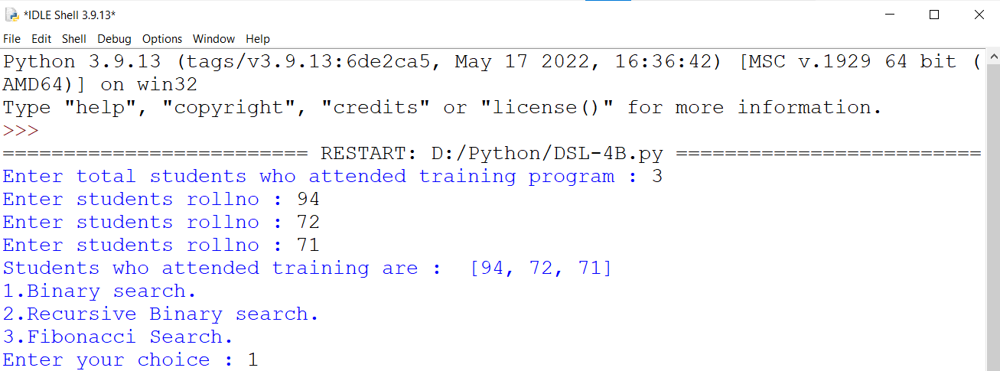 *IDLE Shell 3.9.13*
File Edit Shell Debug Options Window Help
Python 3.9.13 (tags/v3.9.13:6de2ca5, May 17 2022, 16:36:42) [MSC v.1929 64 bit (
AMD64)] on win32
Type "help", "copyright", "credits" or "license()" for more information.
>>>
========================= RESTART: D:/Python/DSL-4B.py =========================
Enter total students who attended training program : 3
Enter students rollno : 94
Enter students rollno : 72
Enter students rollno : 71
Students who attended training are :  [94, 72, 71]
1.Binary search.
2.Recursive Binary search.
3.Fibonacci Search.
Enter your choice : 1